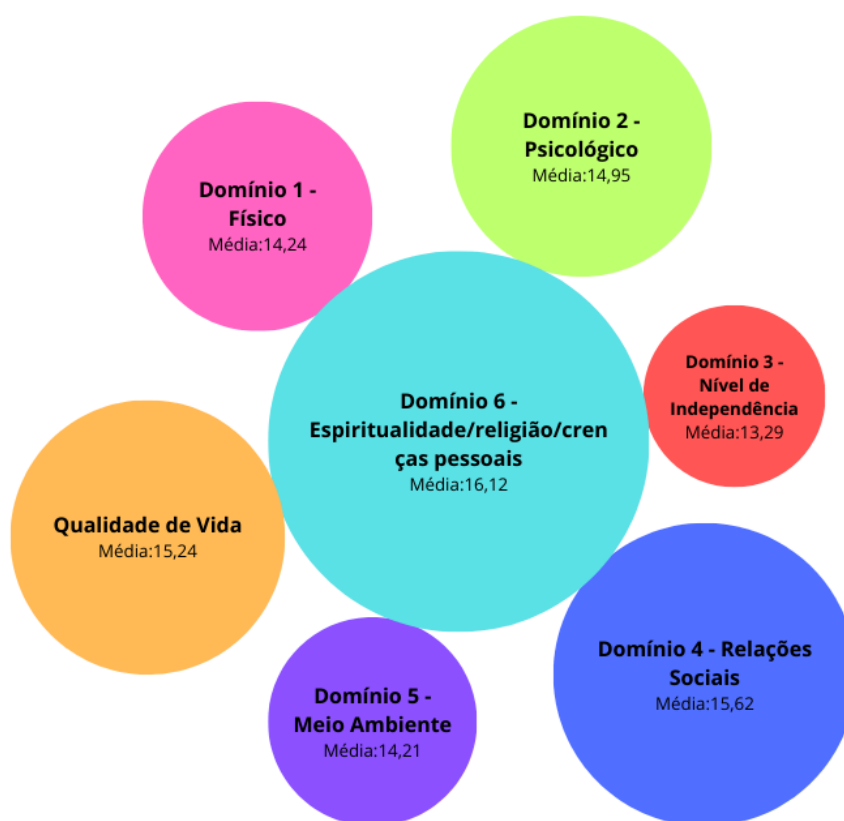 Domínio 2 -
Psicológico
Média:14,95
Domínio 1 -
Físico
Média:14,24
Domínio 3 -
Nível de
Independência
Média:13,29
Domínio 6 -
Espiritualidade/religião/cren
ças pessoais
Média:16,12
Qualidade de Vida
Média:15,24
Domínio 4 - Relações
Sociais
Média:15,62
Domínio 5 -
Meio Ambiente
Média:14,21